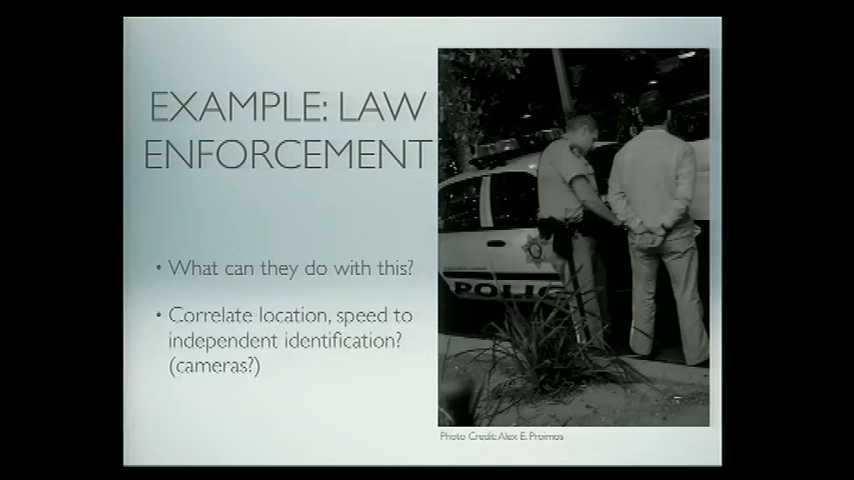 EXAMPLE: LAW
ENFORCEMENT
• What can they do with this?
• Correlate location, speed to
independent identification?
(cameras?)
POLIC
Photo Credit: Alex E. Proimos